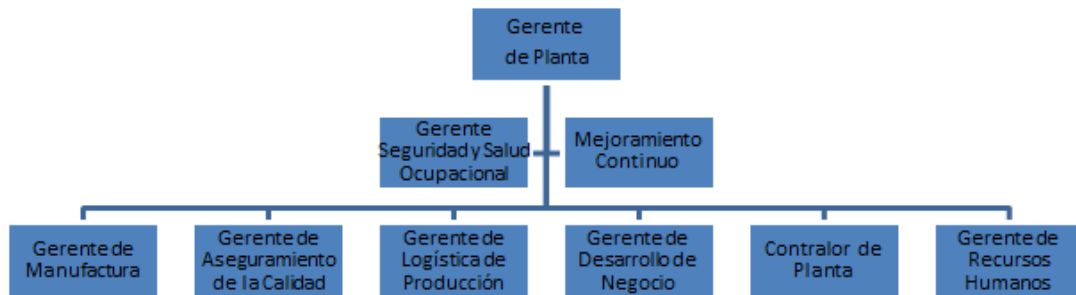 Gerente
de Planta
Gerente
Seguridad y Salud
Ocupacional
Mejoramiento
Continuo
Gerente de
Manufactura
Gerente de
Aseguramiento
de la Calidad
Gerente de
Logística de
Producción
Gerente de
Desarrollo de
Negocio
Contralor de
Planta
Gerente de
Recursos
Humanos